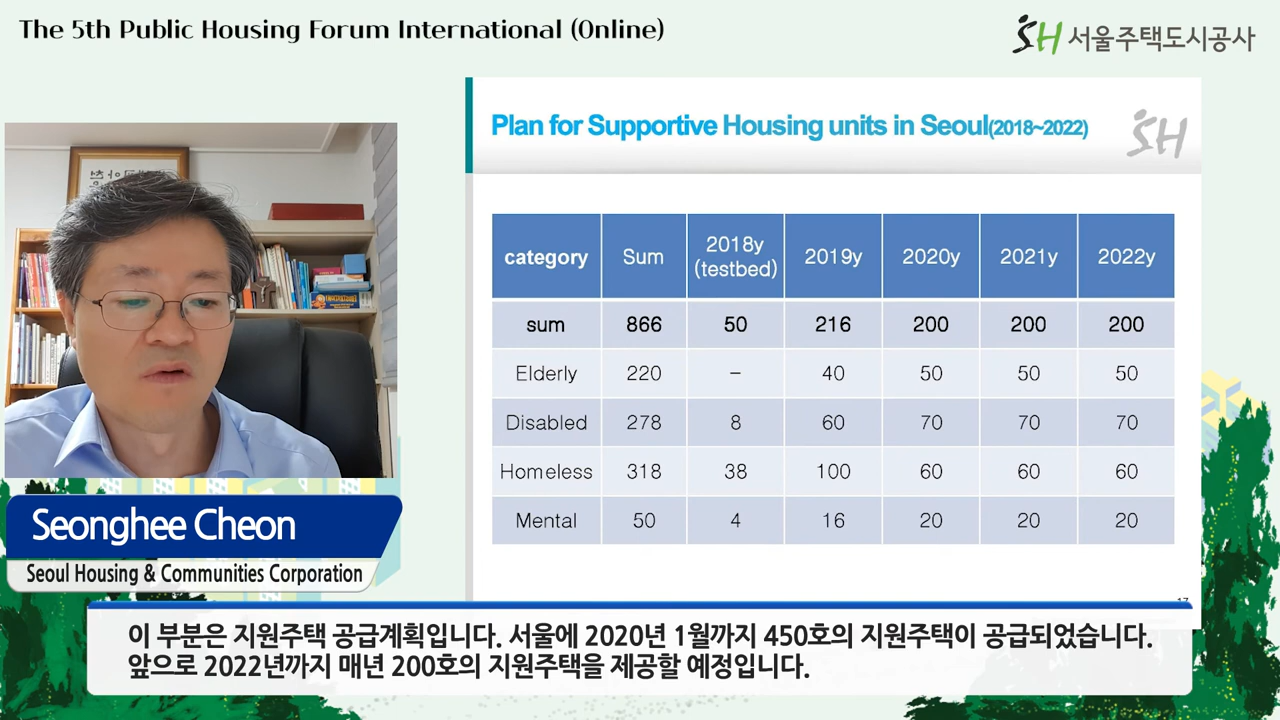 The 5th Public Housing Forum International (Online)
SH 서울주택도시공사
Plan for Supportive Housing units in Seoul(2018~2022)
SH
category Sum 2018y (testbed) 2019y 2020y 2021y 2022y
sum 866 50 216 200 200 200
Elderly 220 – 40 50 50 50
Disabled 278 8 60 70 70 70
Homeless 318 38 100 60 60 60
Mental 50 4 16 20 20 20
Seonghee Cheon
Seoul Housing & Communities Corporation
이 부분은 지원주택 공급계획입니다. 서울에 2020년 1월까지 450호의 지원주택이 공급되었습니다.
앞으로 2022년까지 매년 200호의 지원주택을 제공할 예정입니다.